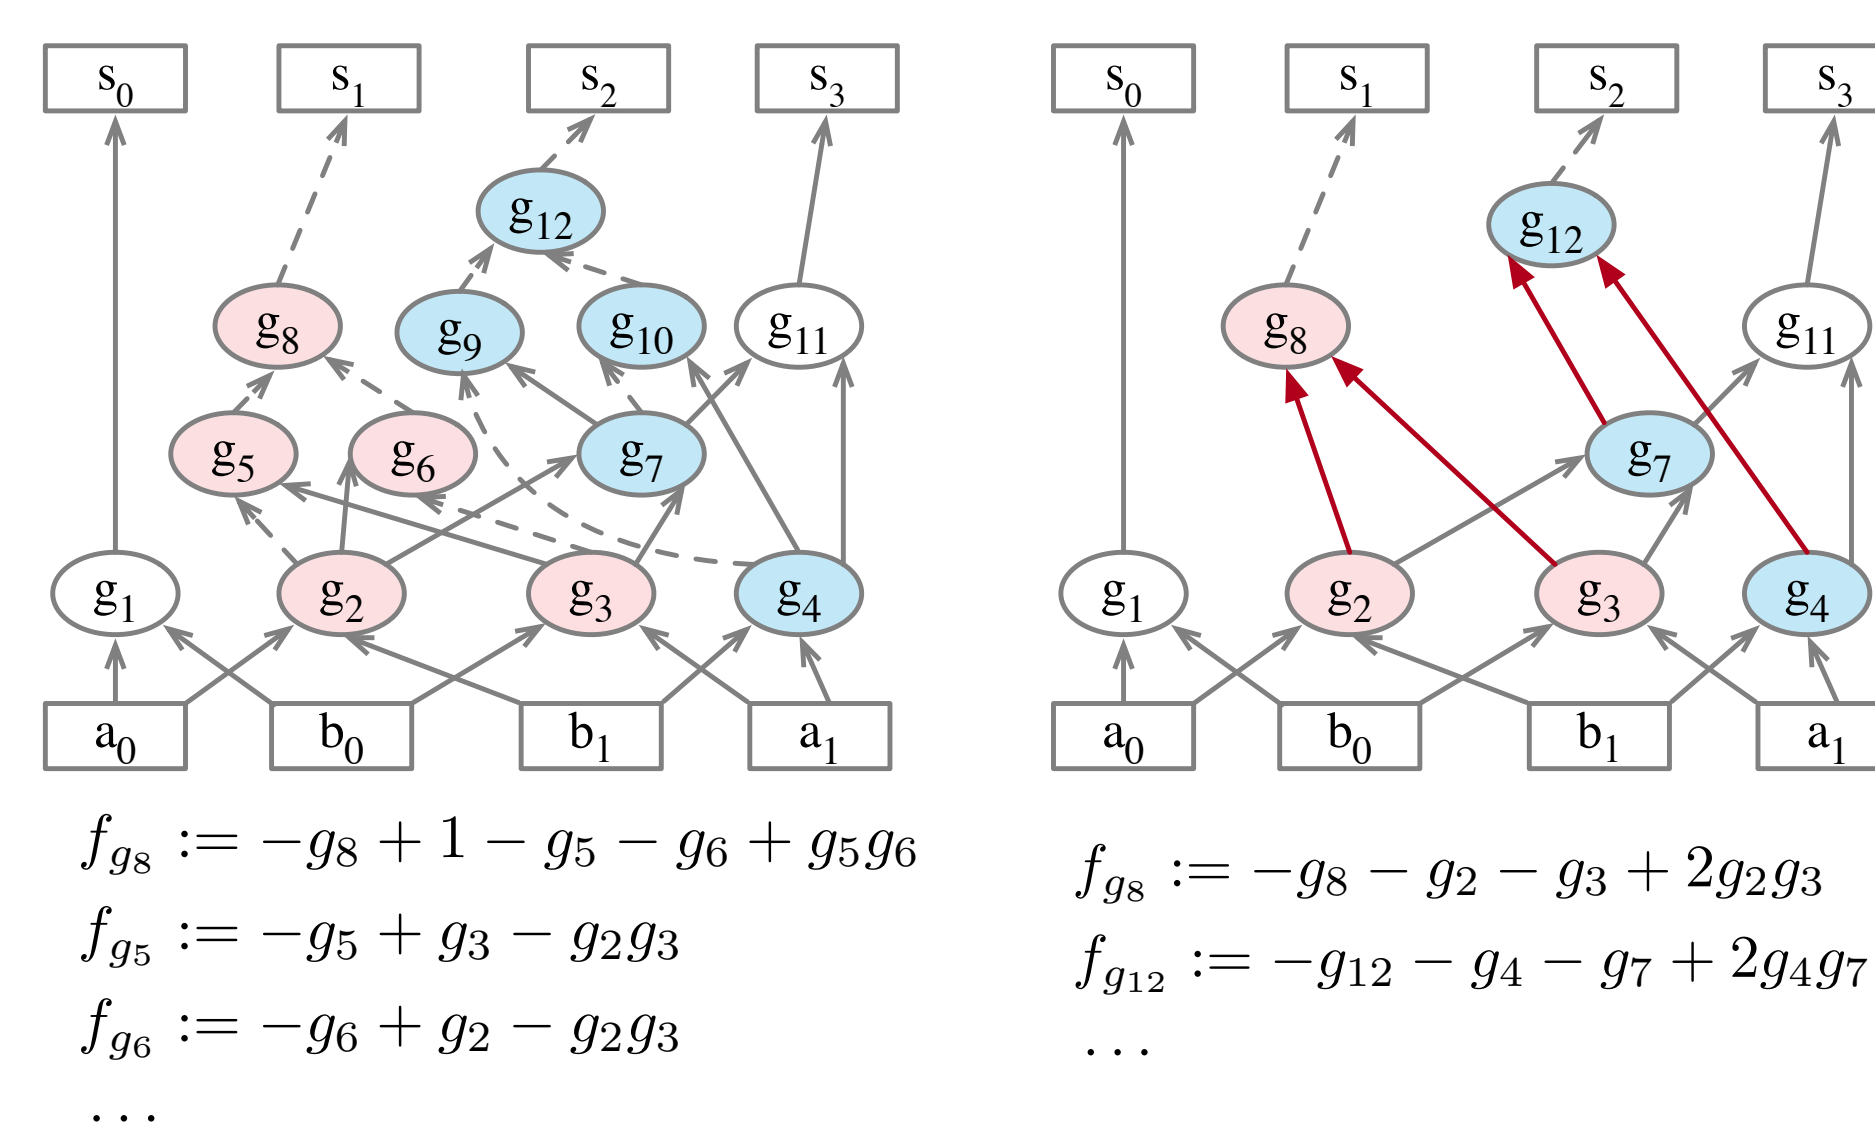 s₀ s₁ s₂ s₃
g₁₂
g₈ g₉ g₁₀ g₁₁
g₅ g₆ g₇
g₁ g₂ g₃ g₄
a₀ b₀ b₁ a₁
f_{g₈} := −g₈ + 1 − g₅ − g₆ + g₅g₆
f_{g₅} := −g₅ + g₃ − g₂g₃
f_{g₆} := −g₆ + g₂ − g₂g₃
...
s₀ s₁ s₂ s₃
g₁₂
g₈ g₁₁
g₇
g₁ g₂ g₃ g₄
a₀ b₀ b₁ a₁
f_{g₈} := −g₈ − g₂ − g₃ + 2g₂g₃
f_{g₁₂} := −g₁₂ − g₄ − g₇ + 2g₄g₇
...